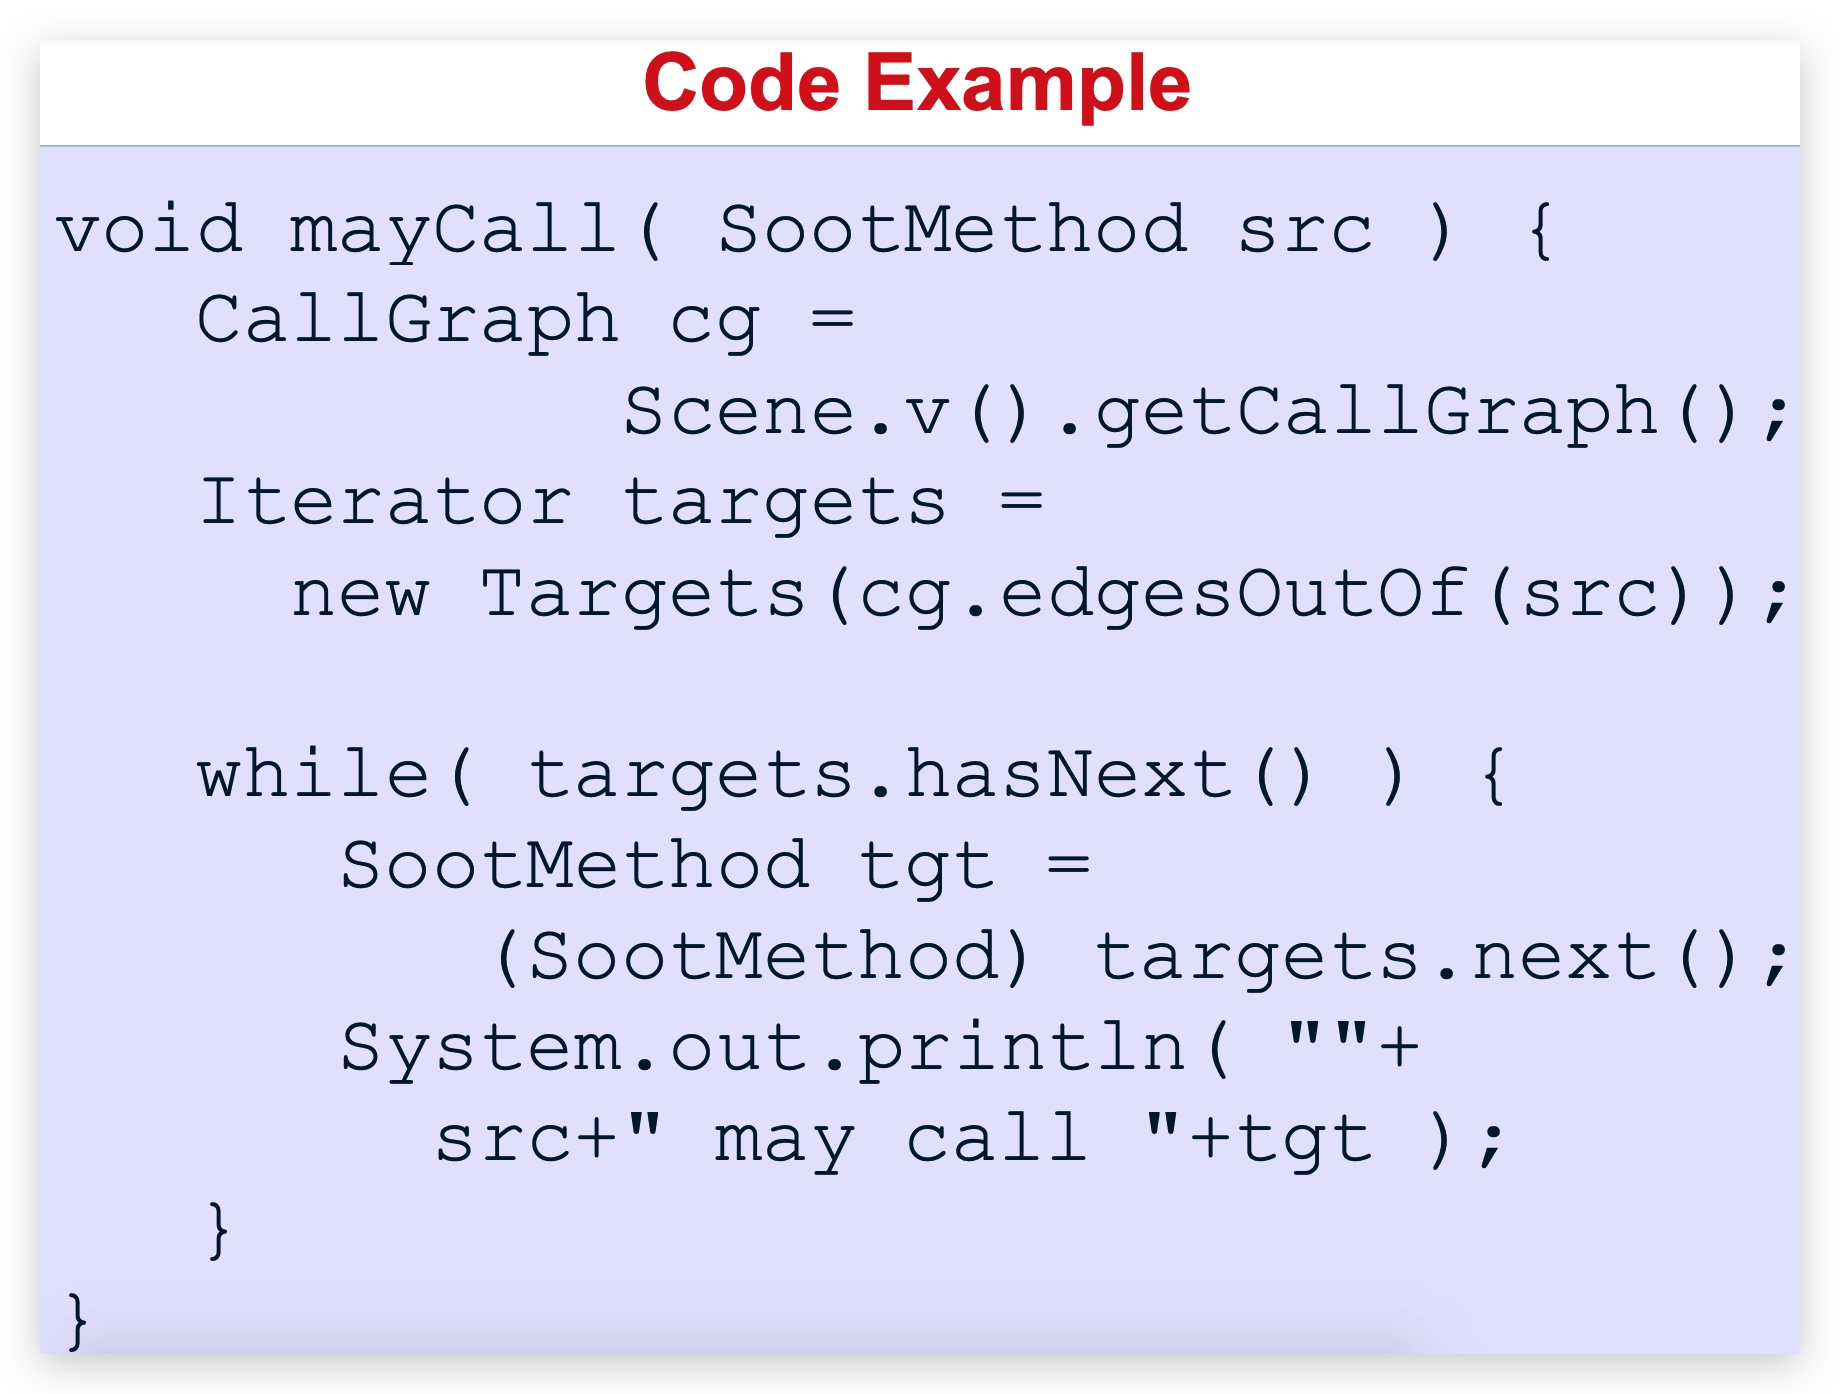 Code Example
void mayCall( SootMethod src ) {
   CallGraph cg =
            Scene.v().getCallGraph();
   Iterator targets =
     new Targets(cg.edgesOutOf(src));

   while( targets.hasNext() ) {
      SootMethod tgt =
         (SootMethod) targets.next();
      System.out.println( ""+
        src+" may call "+tgt );
   }
}